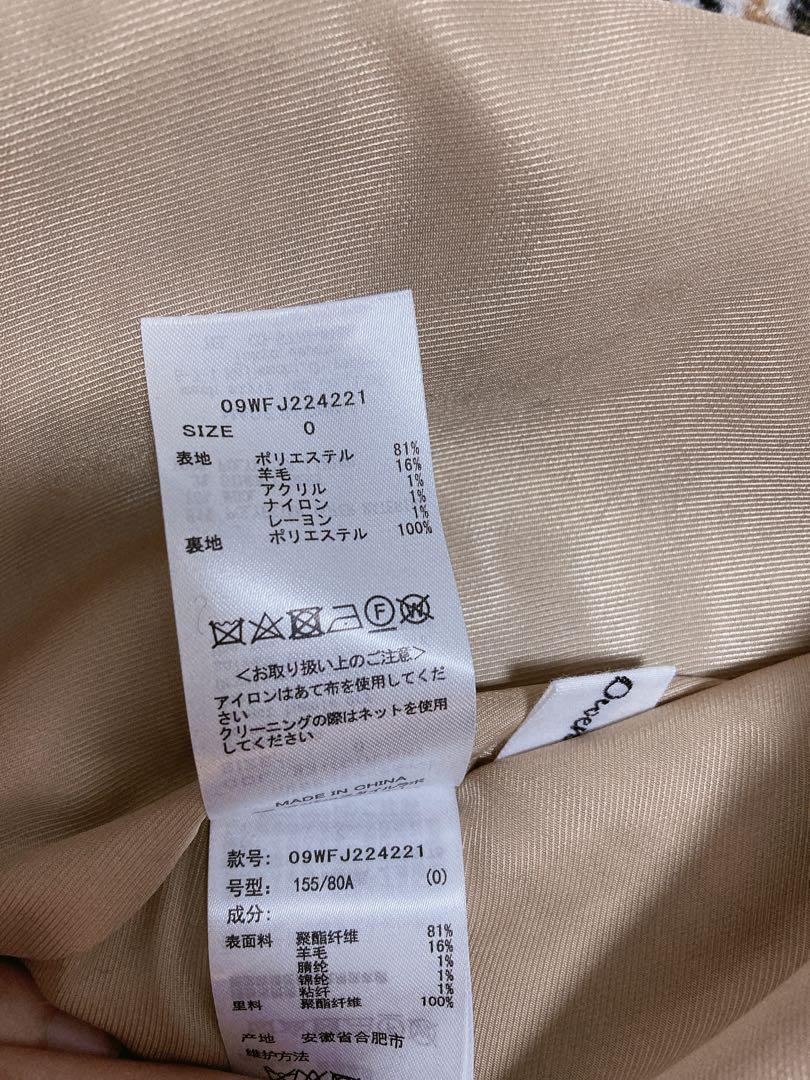 09WFJ224221
SIZE 0
表地 ポリエステル 81%
羊毛 16%
アクリル 1%
ナイロン 1%
レーヨン 1%
裏地 ポリエステル 100%
F W
＜お取り扱い上のご注意＞
アイロンはあて布を使用してくだ
さい
クリーニングの際はネットを使用
してください
MADE IN CHINA
款号: 09WFJ224221
号型: 155/80A (0)
成分:
表面料 聚酯纤维 81%
羊毛 16%
腈纶 1%
锦纶 1%
粘纤 1%
里料 聚酯纤维 100%
产地 安徽省合肥市
维护方法